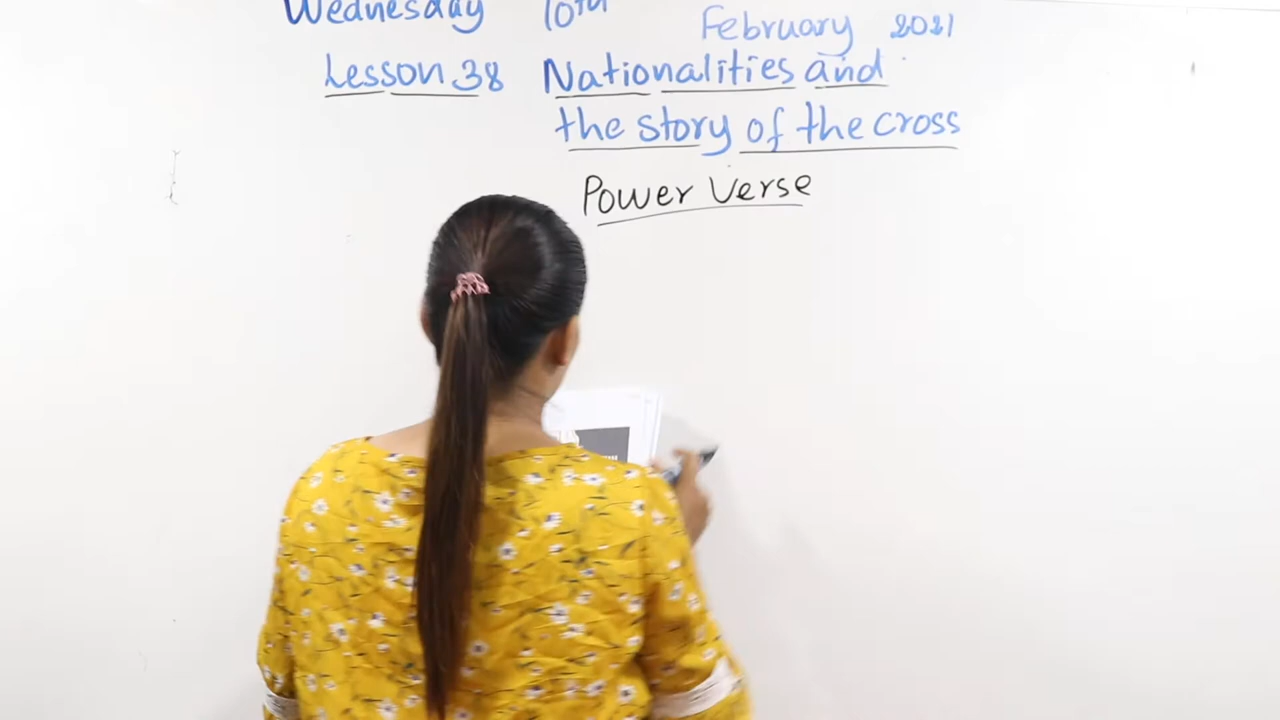 Wednesday 10th February 2021
Lesson 38 Nationalities and
the story of the cross
Power Verse